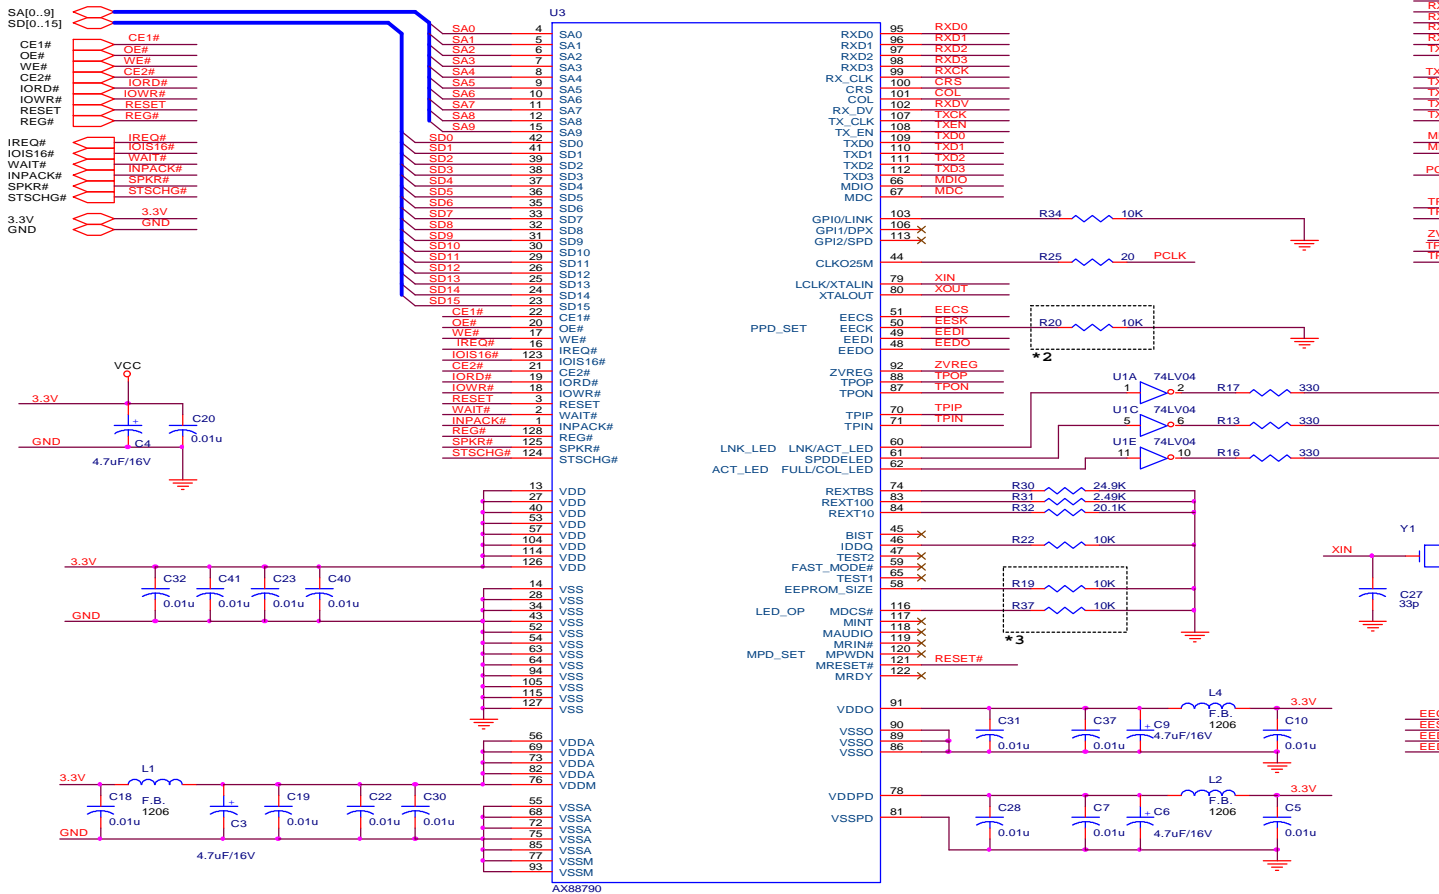 SA[0..9]
SD[0..15]
CE1# CE1#
OE# OE#
WE# WE#
CE2# CE2#
IORD# IORD#
IOWR# IOWR#
RESET RESET
REG# REG#
IREQ# IREQ#
IOIS16# IOIS16#
WAIT# WAIT#
INPACK# INPACK#
SPKR# SPKR#
STSCHG# STSCHG#
3.3V 3.3V
GND GND
VCC
3.3V
C20
0.01u
GND
C4
4.7uF/16V
3.3V
C32 0.01u
C41 0.01u
C23 0.01u
C40 0.01u
GND
3.3V
L1
F.B.
1206
C18 0.01u
C3
4.7uF/16V
C19 0.01u
C22 0.01u
C30 0.01u
GND
U3
SA0 4 SA0
SA1 5 SA1
SA2 6 SA2
SA3 7 SA3
SA4 8 SA4
SA5 9 SA5
SA6 10 SA6
SA7 11 SA7
SA8 12 SA8
SA9 15 SA9
SD0 42 SD0
SD1 41 SD1
SD2 39 SD2
SD3 38 SD3
SD4 37 SD4
SD5 36 SD5
SD6 35 SD6
SD7 33 SD7
SD8 32 SD8
SD9 31 SD9
SD10 30 SD10
SD11 29 SD11
SD12 26 SD12
SD13 25 SD13
SD14 24 SD14
SD15 23 SD15
CE1# 22 CE1#
OE# 20 OE#
WE# 17 WE#
IREQ# 16 IREQ#
IOIS16# 123 IOIS16#
CE2# 21 CE2#
IORD# 19 IORD#
IOWR# 18 IOWR#
RESET 3 RESET
WAIT# 2 WAIT#
INPACK# 1 INPACK#
REG# 128 REG#
SPKR# 125 SPKR#
STSCHG# 124 STSCHG#
13 VDD
27 VDD
40 VDD
53 VDD
57 VDD
104 VDD
114 VDD
126 VDD
14 VSS
28 VSS
34 VSS
43 VSS
52 VSS
54 VSS
63 VSS
64 VSS
94 VSS
105 VSS
115 VSS
127 VSS
56 VDDA
69 VDDA
73 VDDA
82 VDDA
76 VDDM
55 VSSA
68 VSSA
72 VSSA
75 VSSA
85 VSSA
77 VSSM
93 VSSM
AX88790
RXD0 95 RXD0
RXD1 96 RXD1
RXD2 97 RXD2
RXD3 98 RXD3
RX_CLK 99 RXCK
CRS 100 CRS
COL 101 COL
RX_DV 102 RXDV
TX_CLK 107 TXCK
TX_EN 108 TXEN
TXD0 109 TXD0
TXD1 110 TXD1
TXD2 111 TXD2
TXD3 112 TXD3
MDIO 66 MDIO
MDC 67 MDC
GPI0/LINK 103 R34 10K
GPI1/DPX 106
GPI2/SPD 113
CLKO25M 44 R25 20 PCLK
LCLK/XTALIN 79 XIN
XTALOUT 80 XOUT
EECS 51 EECS
PPD_SET EECK 50 EESK R20 10K
EEDI 49 EEDI
EEDO 48 EEDO
*2
ZVREG 92 ZVREG
TPOP 88 TPOP
TPON 87 TPON
TPIP 70 TPIP
TPIN 71 TPIN
U1A 74LV04
1 2 R17 330
U1C 74LV04
5 6 R13 330
U1E 74LV04
11 10 R16 330
LNK_LED LNK/ACT_LED 60
SPDDELED 61
ACT_LED FULL/COL_LED 62
REXTBS 74 R30 24.9K
REXT100 83 R31 2.49K
REXT10 84 R32 20.1K
BIST 45
IDDQ 46 R22 10K
TEST2 47
FAST_MODE# 59
TEST1 65
EEPROM_SIZE 58 R19 10K
LED_OP MDCS# 116 R37 10K
MINT 117
MAUDIO 118
*3
MRIN# 119
MPD_SET MPWDN 120
MRESET# 121 RESET#
MRDY 122
VDDO 91
L4
F.B.
1206
3.3V
VSSO 90
VSSO 89
VSSO 86
C31 0.01u
C37 0.01u
C9 4.7uF/16V
C10 0.01u
VDDPD 78
L2
F.B.
1206
3.3V
VSSPD 81
C28 0.01u
C7 0.01u
C6 4.7uF/16V
C5 0.01u
Y1
XIN
C27
33p